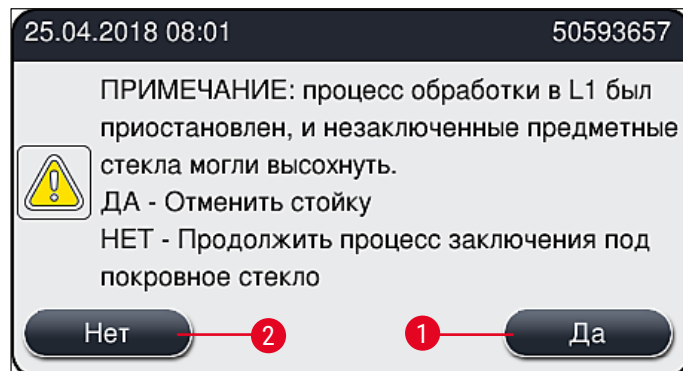 25.04.2018 08:01 50593657
ПРИМЕЧАНИЕ: процесс обработки в L1 был
приостановлен, и незаключенные предметные
стекла могли высохнуть.
ДА - Отменить стойку
НЕТ - Продолжить процесс заключения под
покровное стекло
Нет 2 1 Да